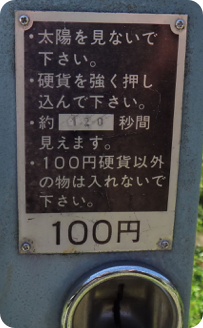 ・太陽を見ないで
下さい。
・硬貨を強く押し
込んで下さい。
・約 120 秒間
見えます。
・100円硬貨以外
の物は入れないで
下さい。
100円